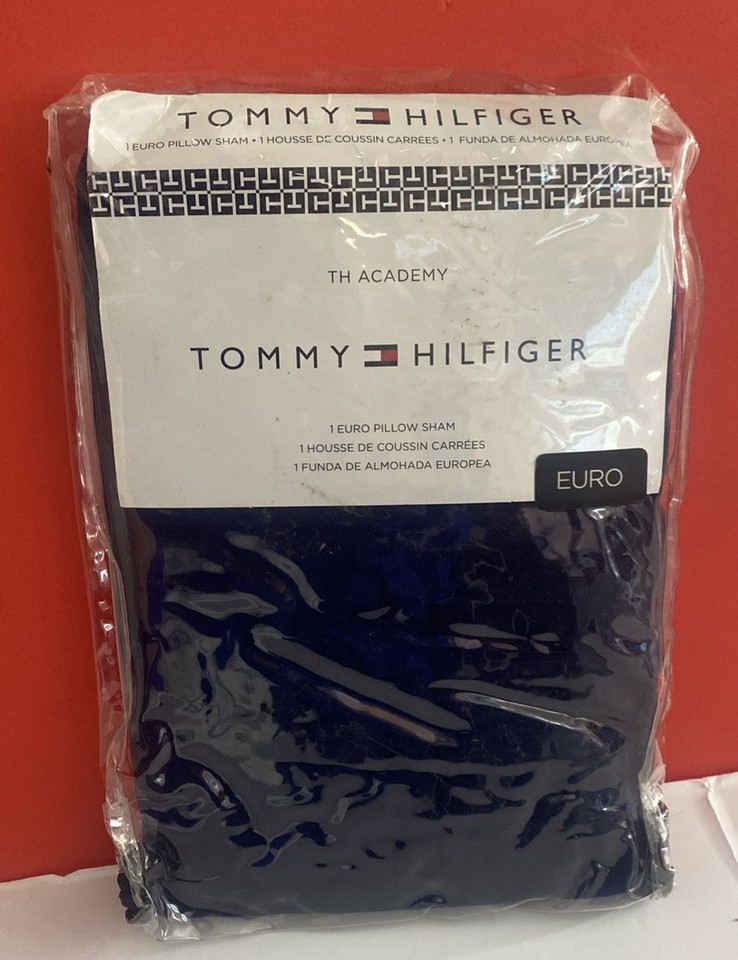 TOMMY HILFIGER
1 EURO PILLOW SHAM • 1 HOUSSE DE COUSSIN CARRÉES • 1 FUNDA DE ALMOHADA EUROPEA
TH ACADEMY
TOMMY HILFIGER
1 EURO PILLOW SHAM
1 HOUSSE DE COUSSIN CARRÉES
1 FUNDA DE ALMOHADA EUROPEA
EURO